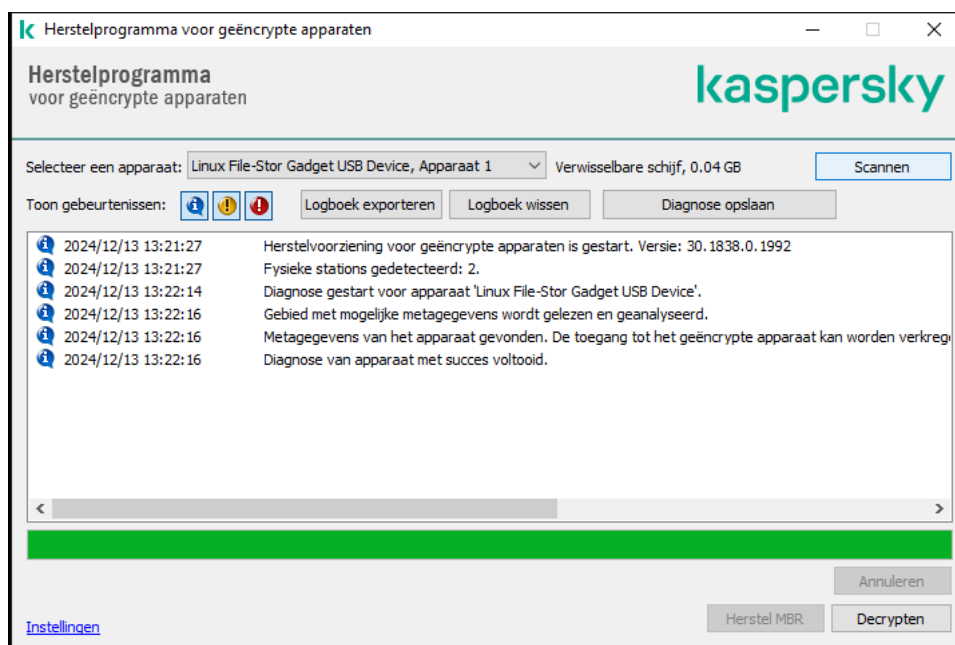 Herstelprogramma voor geëncrypte apparaten
Herstelprogramma
voor geëncrypte apparaten
kaspersky
Selecteer een apparaat: Linux File-Stor Gadget USB Device, Apparaat 1 Verwisselbare schijf, 0.04 GB Scannen
Toon gebeurtenissen: Logboek exporteren Logboek wissen Diagnose opslaan
2024/12/13 13:21:27 Herstelvoorziening voor geëncrypte apparaten is gestart. Versie: 30.1838.0.1992
2024/12/13 13:21:27 Fysieke stations gedetecteerd: 2.
2024/12/13 13:22:14 Diagnose gestart voor apparaat 'Linux File-Stor Gadget USB Device'.
2024/12/13 13:22:16 Gebied met mogelijke metagegevens wordt gelezen en geanalyseerd.
2024/12/13 13:22:16 Metagegevens van het apparaat gevonden. De toegang tot het geëncrypte apparaat kan worden verkrege
2024/12/13 13:22:16 Diagnose van apparaat met succes voltooid.
Annuleren
Instellingen Herstel MBR Decrypten